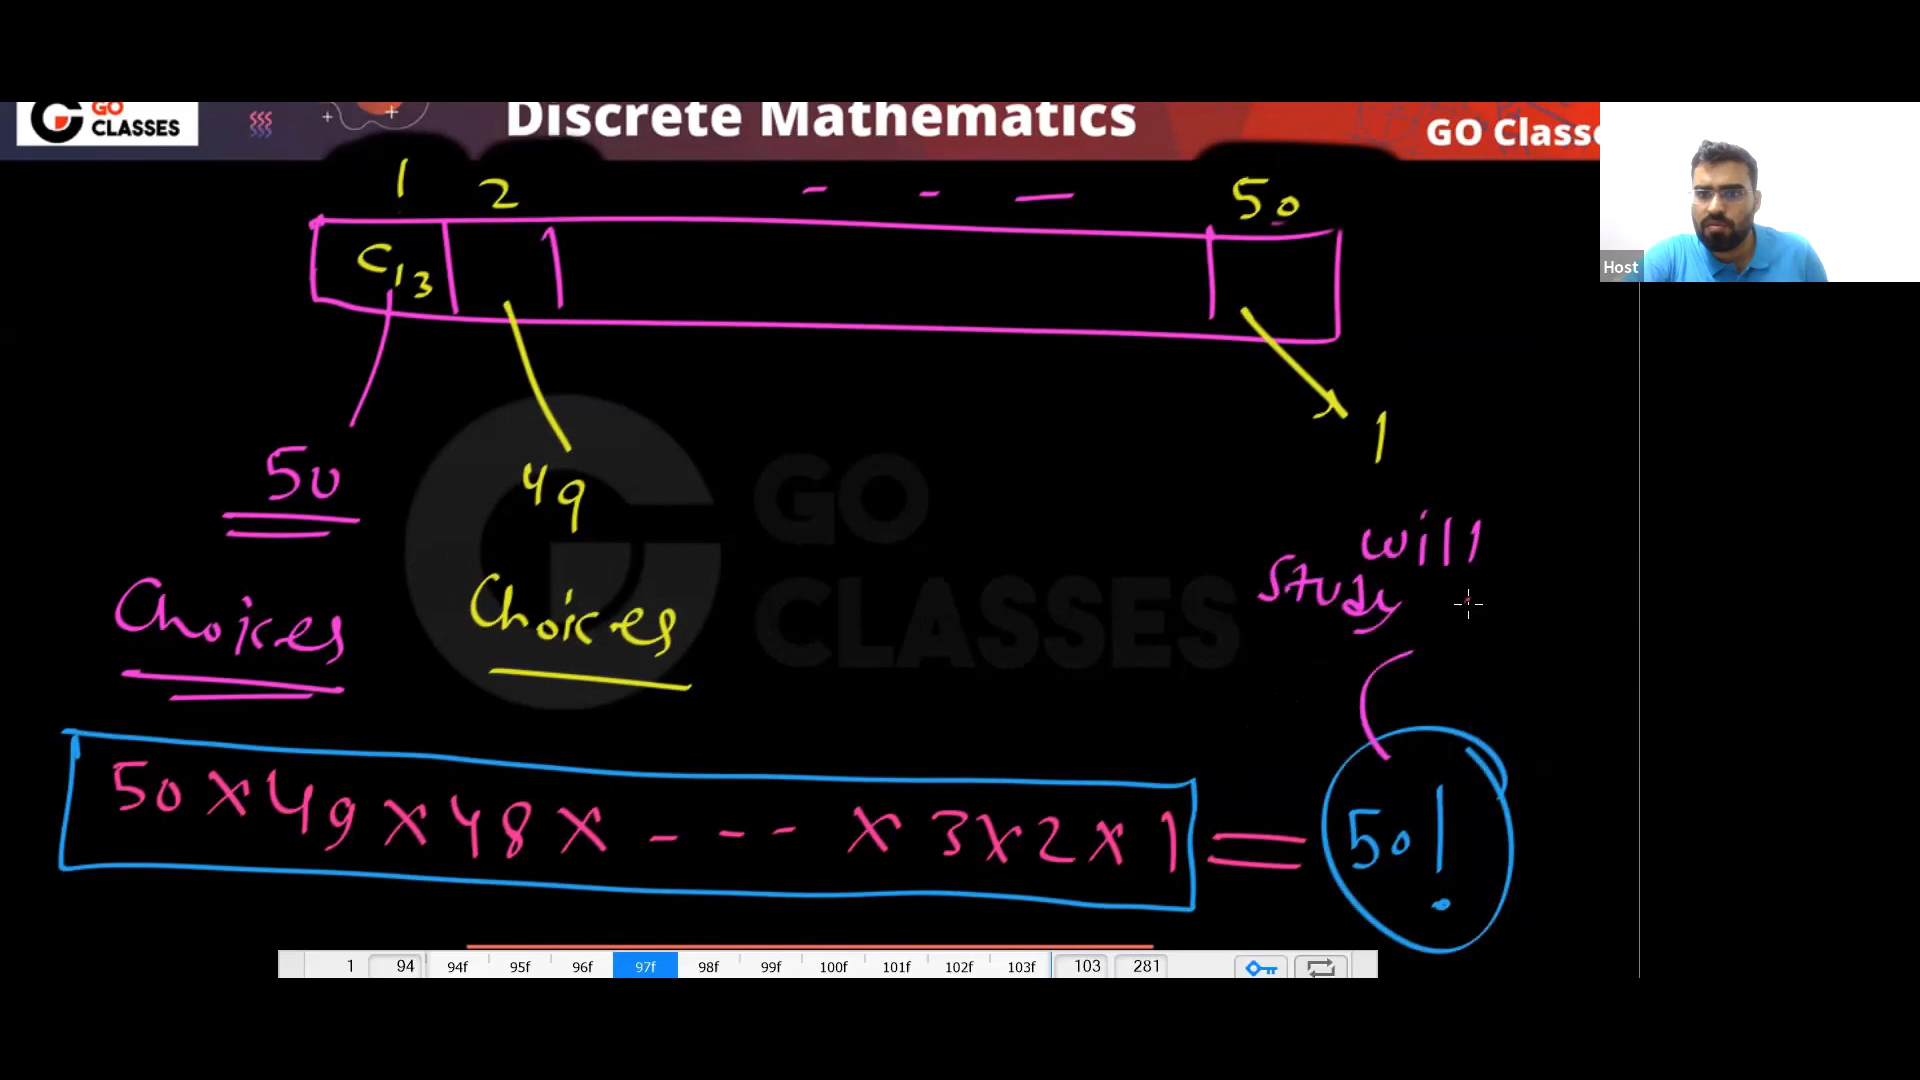 GO CLASSES
Discrete Mathematics
GO Classe
Host
1 2 - - - 50
C13
50 49 1
Choices Choices
will
study
GO
CLASSES
50 × 49 × 48 × - - - × 3 × 2 × 1 = 50!
1 94 94f 95f 96f 97f 98f 99f 100f 101f 102f 103f 103 281